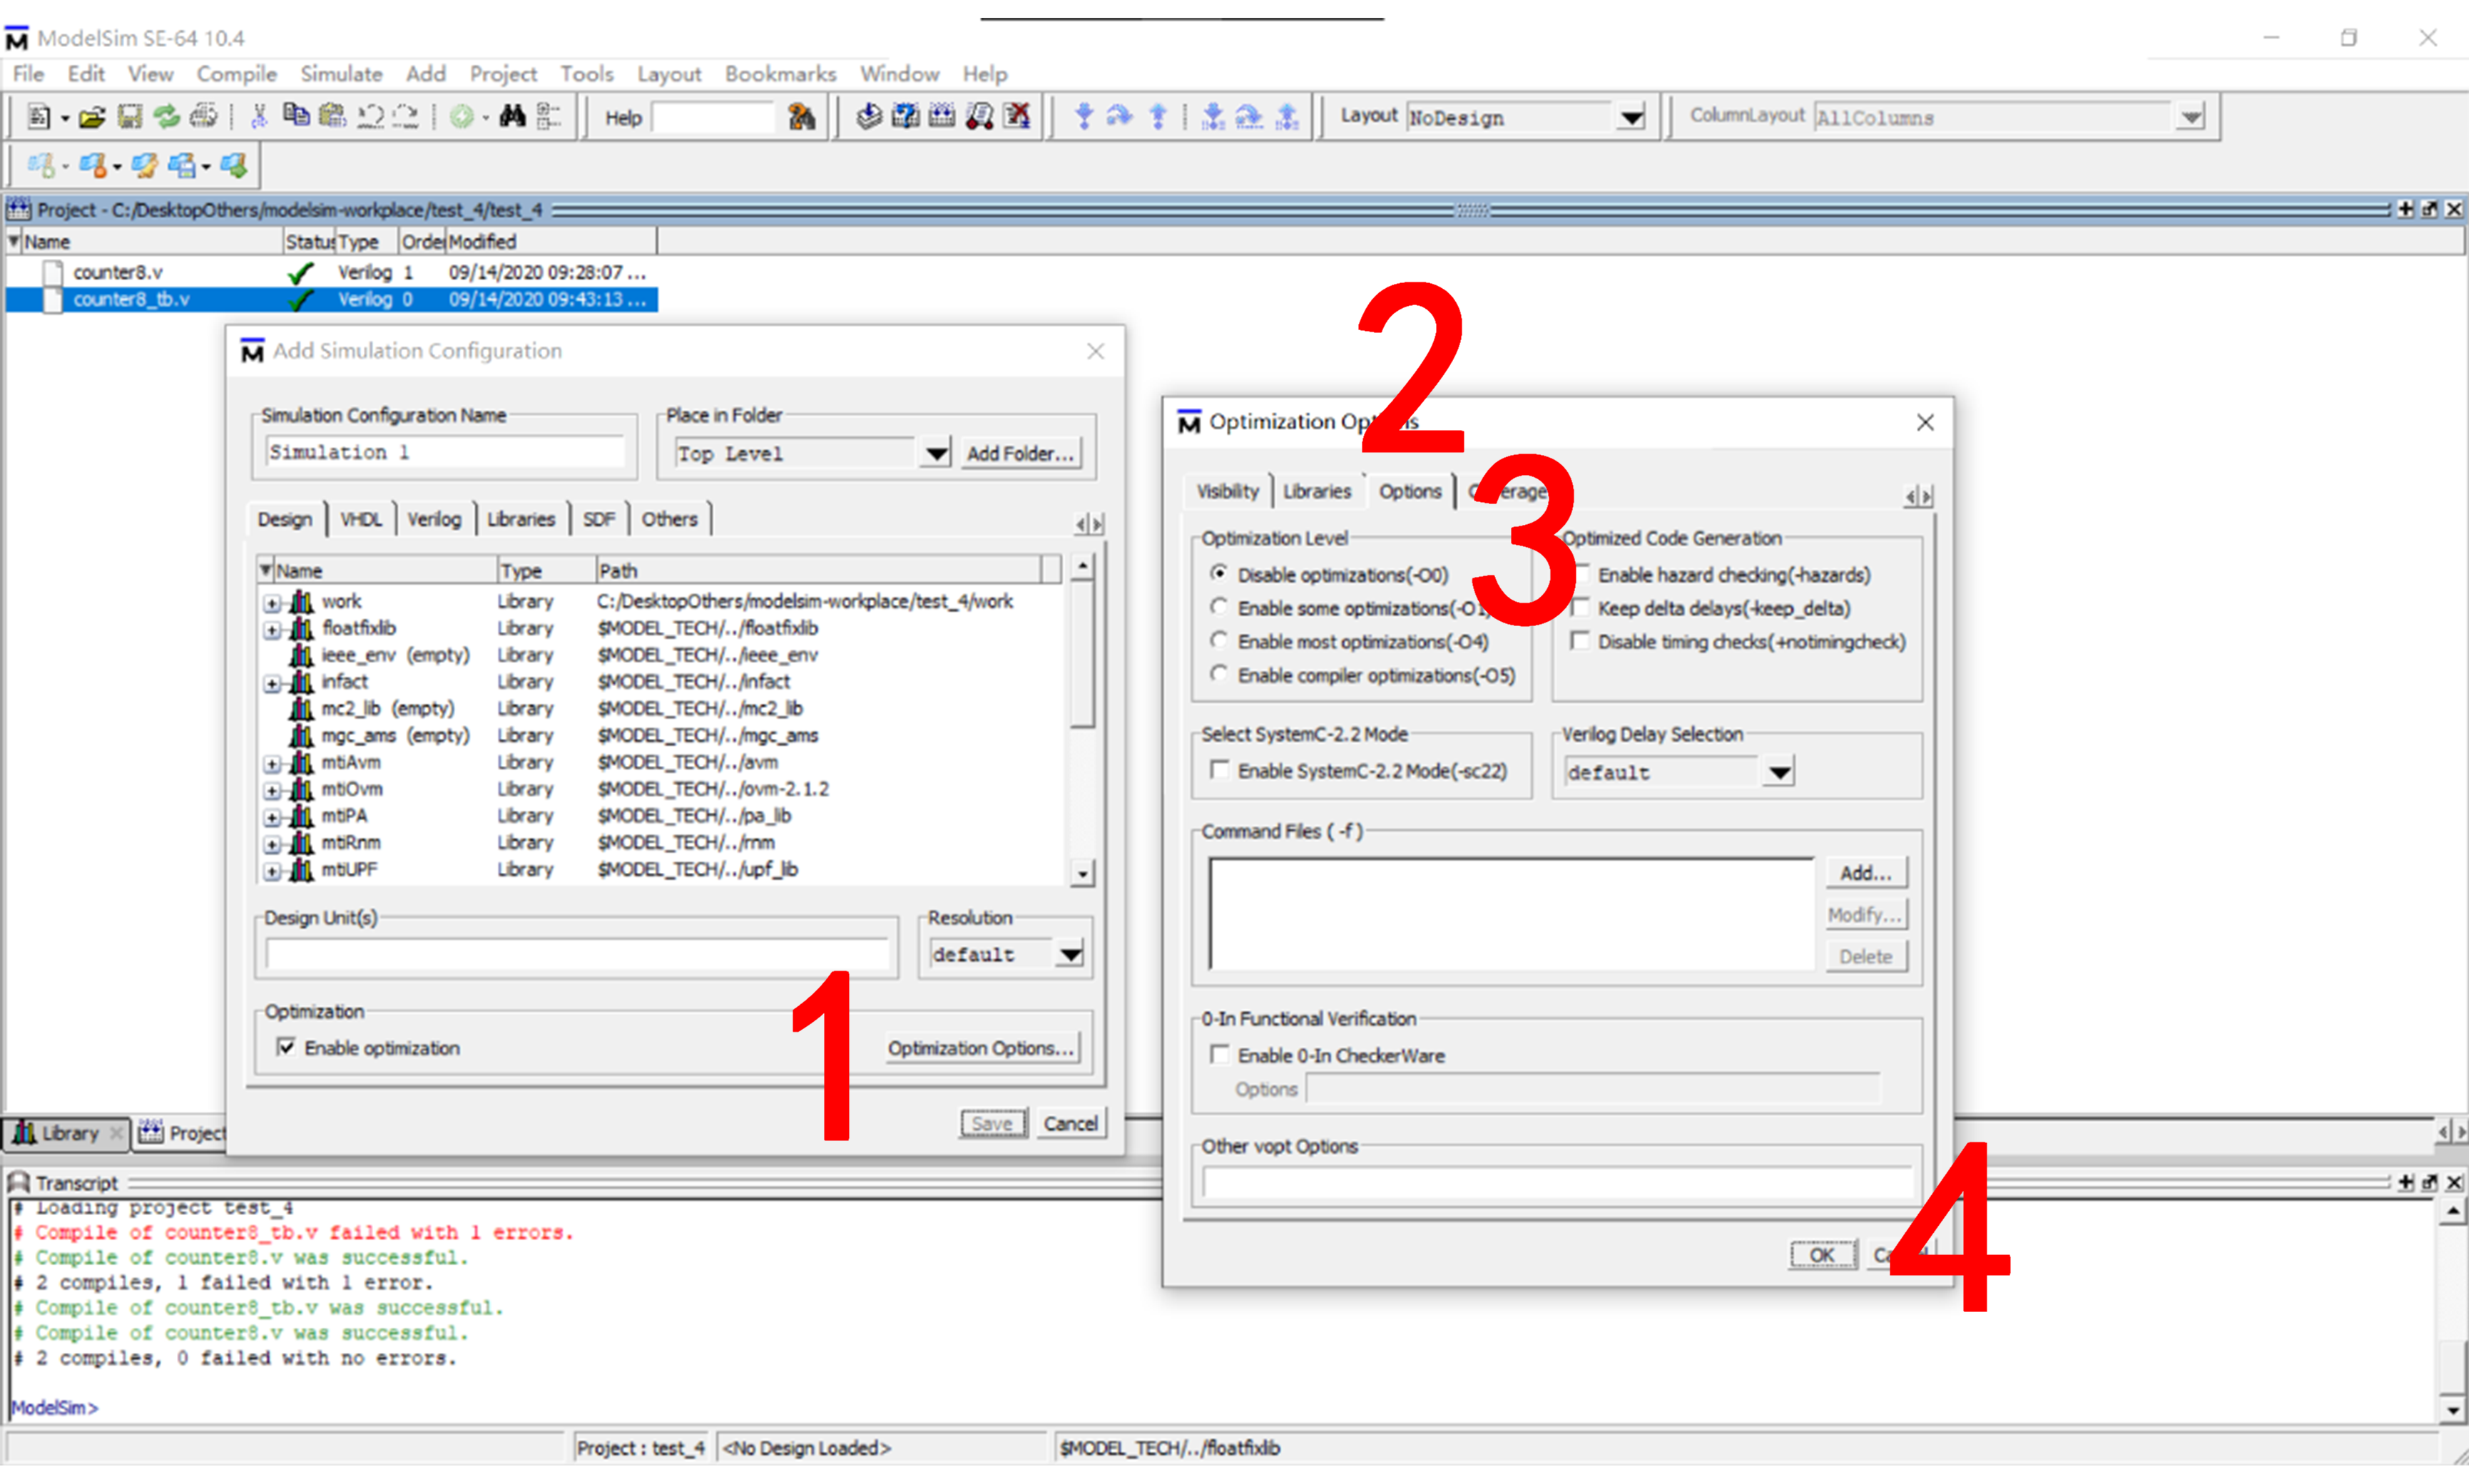 ModelSim SE-64 10.4
File Edit View Compile Simulate Add Project Tools Layout Bookmarks Window Help
Help Layout NoDesign ColumnLayout AllColumns
Project - C:/DesktopOthers/modelsim-workplace/test_4/test_4
Name Status Type Order Modified
counter8.v Verilog 1 09/14/2020 09:28:07 ...
counter8_tb.v Verilog 0 09/14/2020 09:43:13 ...
Add Simulation Configuration
Simulation Configuration Name Place in Folder
Simulation 1 Top Level Add Folder...
Design VHDL Verilog Libraries SDF Others
Name Type Path
work Library C:/DesktopOthers/modelsim-workplace/test_4/work
floatfixlib Library $MODEL_TECH/../floatfixlib
ieee_env (empty) Library $MODEL_TECH/../ieee_env
infact Library $MODEL_TECH/../infact
mc2_lib (empty) Library $MODEL_TECH/../mc2_lib
mgc_ams (empty) Library $MODEL_TECH/../mgc_ams
mtiAvm Library $MODEL_TECH/../avm
mtiOvm Library $MODEL_TECH/../ovm-2.1.2
mtiPA Library $MODEL_TECH/../pa_lib
mtiRnm Library $MODEL_TECH/../rnm
mtiUPF Library $MODEL_TECH/../upf_lib
Design Unit(s) Resolution
default
1
Optimization
Enable optimization Optimization Options...
Save Cancel
2
Optimization Options
3
Visibility Libraries Options Coverage
Optimization Level Optimized Code Generation
Disable optimizations(-O0) Enable hazard checking(-hazards)
Enable some optimizations(-O1) Keep delta delays(-keep_delta)
Enable most optimizations(-O4) Disable timing checks(+notimingcheck)
Enable compiler optimizations(-O5)
Select SystemC-2.2 Mode Verilog Delay Selection
Enable SystemC-2.2 Mode(-sc22) default
Command Files ( -f )
Add...
Modify...
Delete
0-In Functional Verification
Enable 0-In CheckerWare
Options
Other vopt Options
4
OK Cancel
Library Project
Transcript
# Loading project test_4
# Compile of counter8_tb.v failed with 1 errors.
# Compile of counter8.v was successful.
# 2 compiles, 1 failed with 1 error.
# Compile of counter8_tb.v was successful.
# Compile of counter8.v was successful.
# 2 compiles, 0 failed with no errors.
ModelSim>
Project : test_4 <No Design Loaded> $MODEL_TECH/../floatfixlib